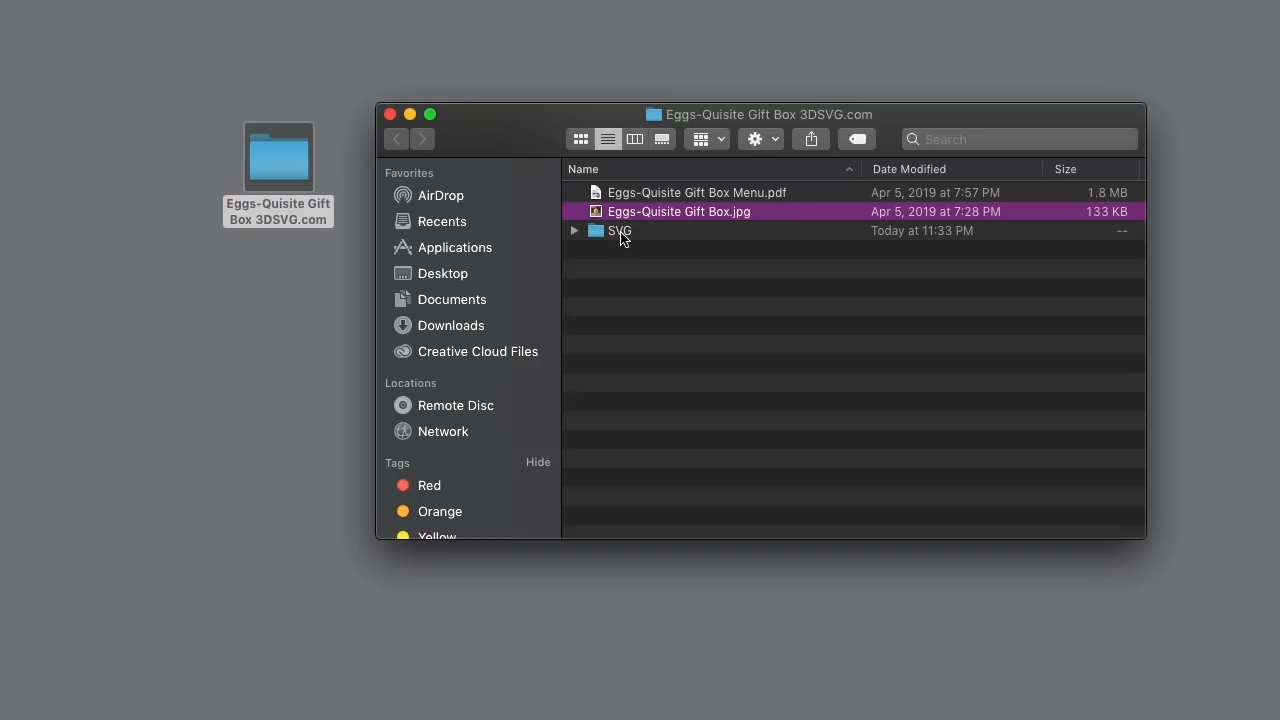 Eggs-Quisite Gift Box 3DSVG.com
Search
Eggs-Quisite Gift
Box 3DSVG.com
Favorites
AirDrop
Recents
Applications
Desktop
Documents
Downloads
Creative Cloud Files
Locations
Remote Disc
Network
Tags Hide
Red
Orange
Yellow
Name Date Modified Size
Eggs-Quisite Gift Box Menu.pdf Apr 5, 2019 at 7:57 PM 1.8 MB
Eggs-Quisite Gift Box.jpg Apr 5, 2019 at 7:28 PM 133 KB
SVG Today at 11:33 PM --